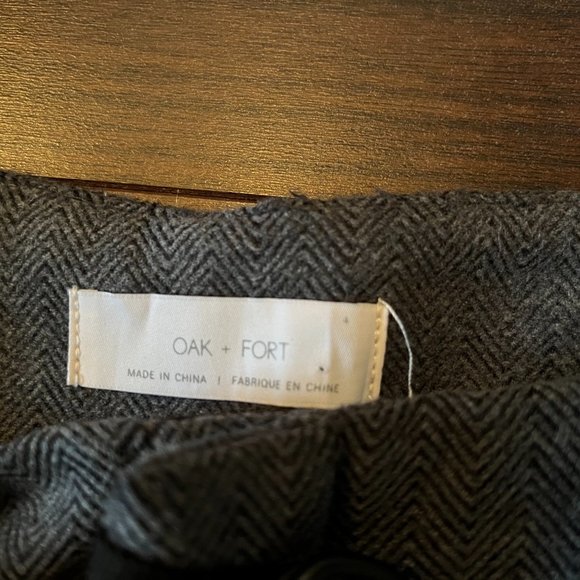 OAK + FORT
MADE IN CHINA | FABRIQUE EN CHINE